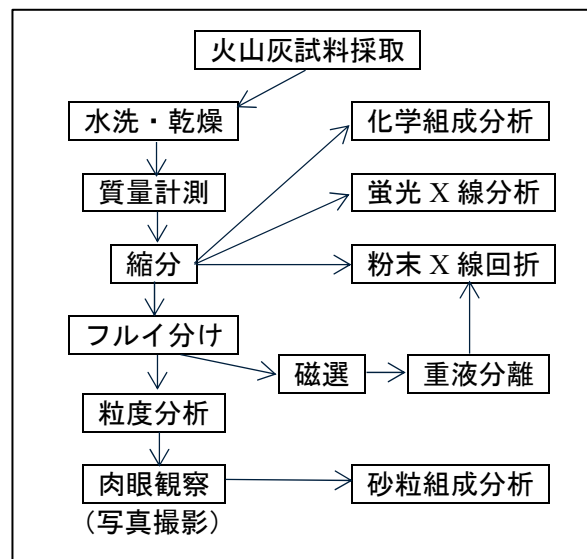 火山灰試料採取
水洗・乾燥
化学組成分析
質量計測
蛍光 X 線分析
縮分
粉末 X 線回折
フルイ分け
磁選
重液分離
粒度分析
肉眼観察
砂粒組成分析
(写真撮影)